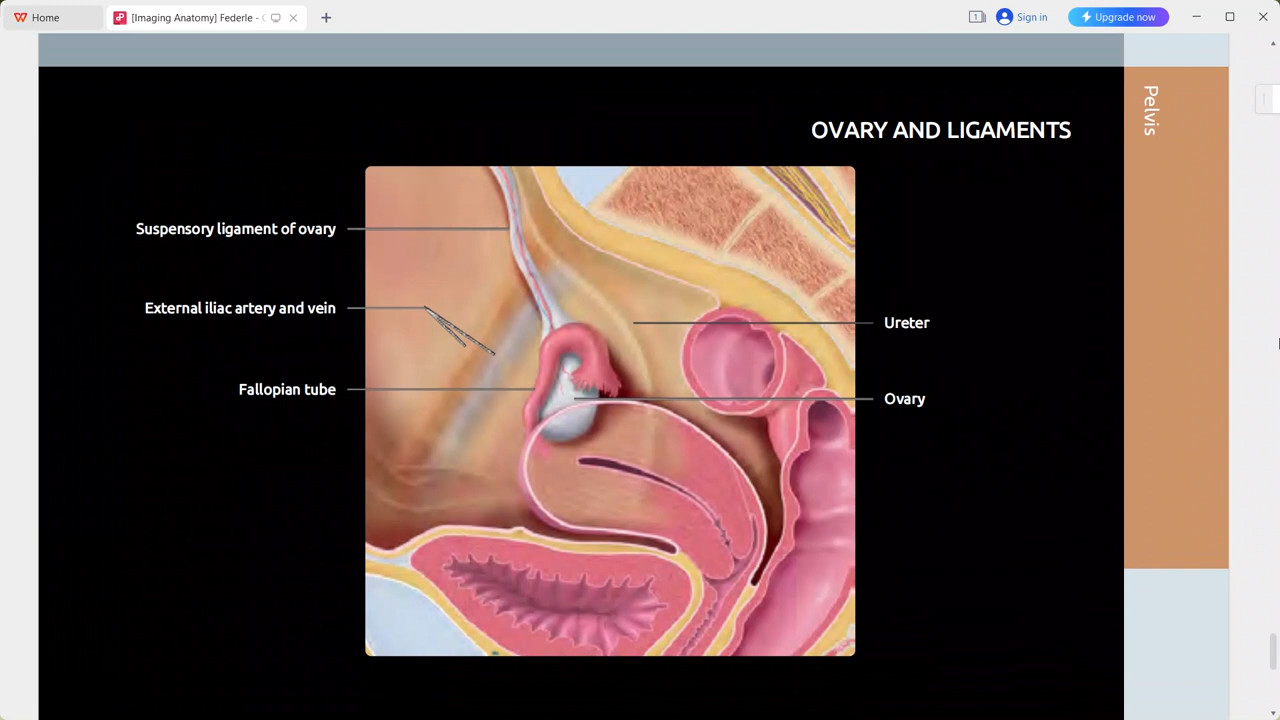 Home
[Imaging Anatomy] Federle -
1
Sign in
Upgrade now
Pelvis
OVARY AND LIGAMENTS
Suspensory ligament of ovary
External iliac artery and vein
Ureter
Fallopian tube
Ovary